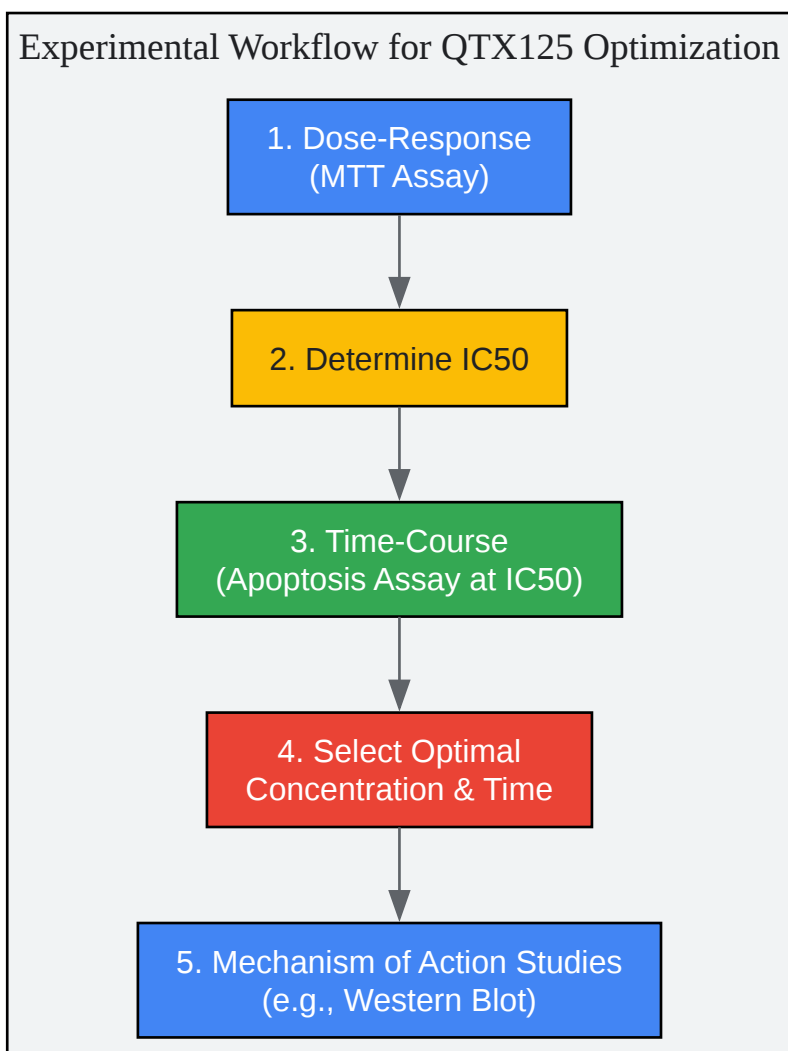 Experimental Workflow for QTX125 Optimization
1. Dose-Response
(MTT Assay)
2. Determine IC50
3. Time-Course
(Apoptosis Assay at IC50)
4. Select Optimal
Concentration & Time
5. Mechanism of Action Studies
(e.g., Western Blot)